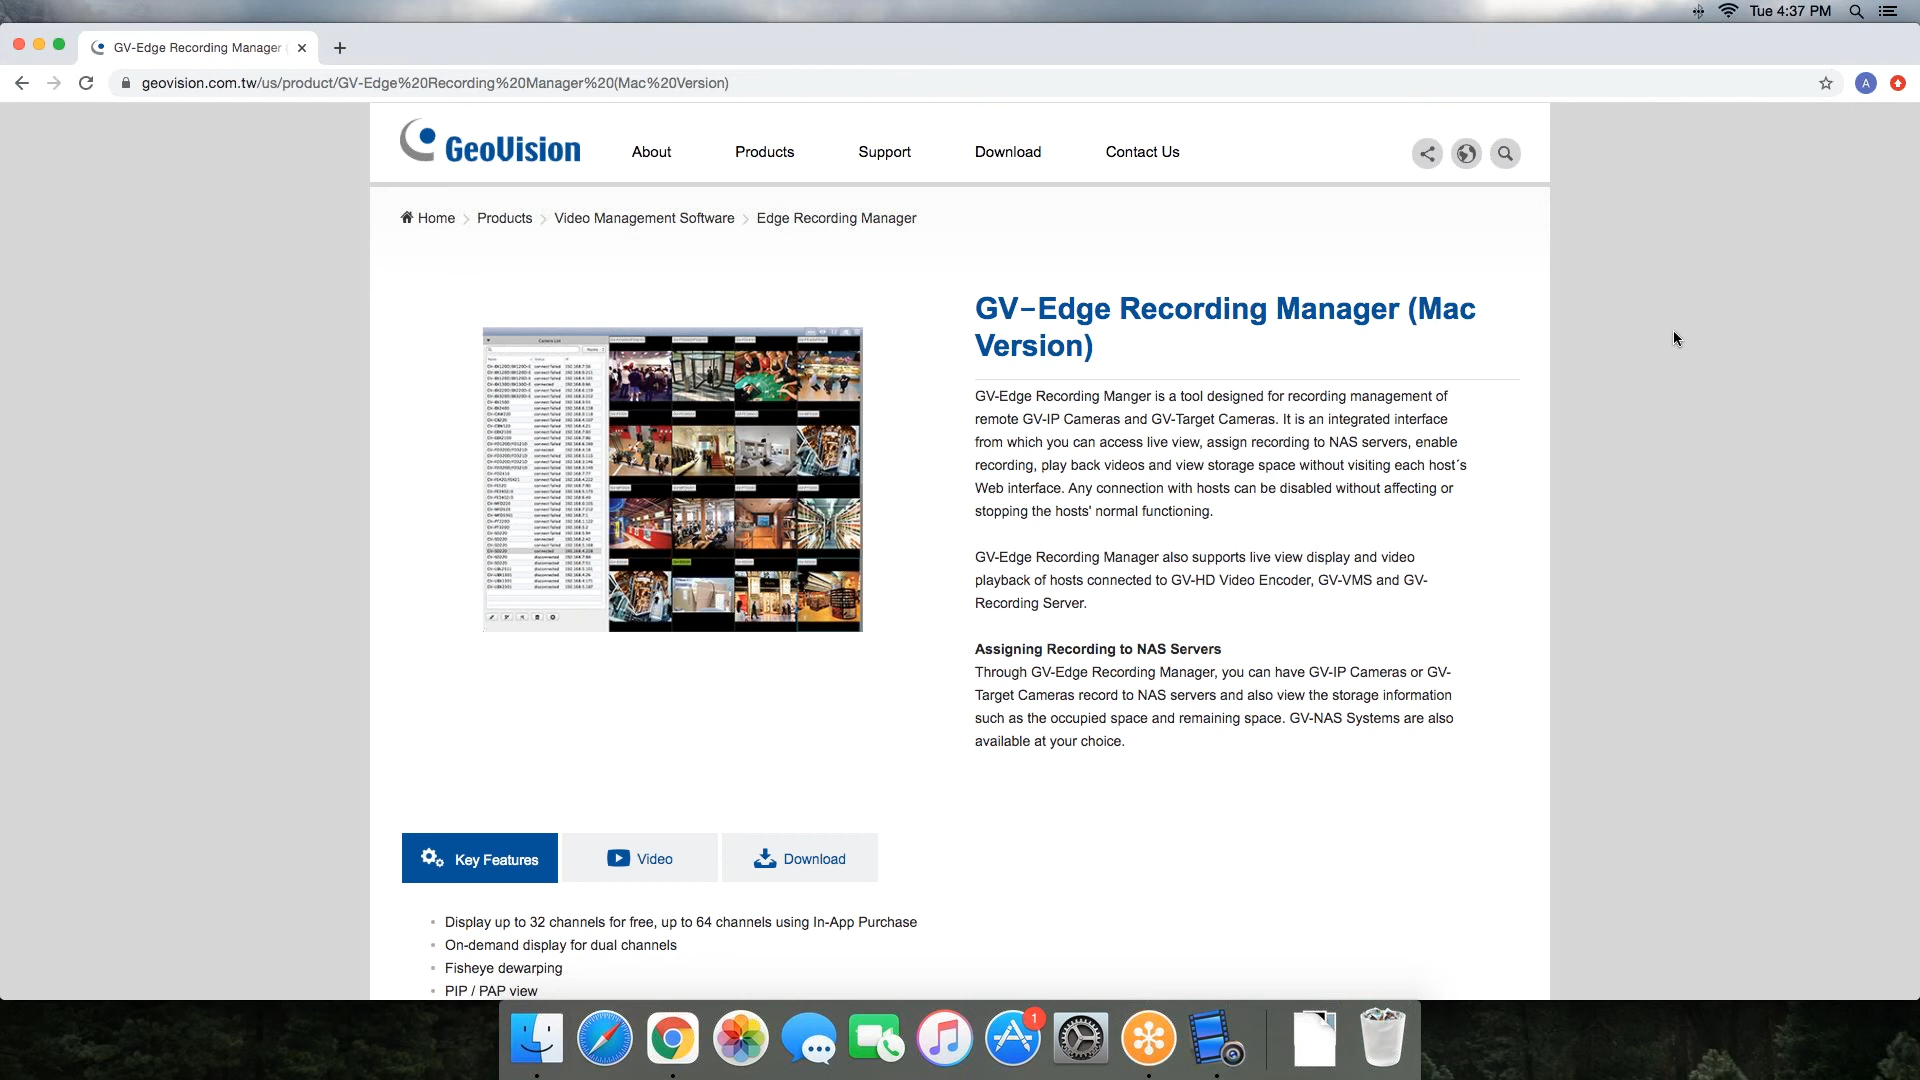 Tue 4:37 PM
GV-Edge Recording Manager
geovision.com.tw/us/product/GV-Edge%20Recording%20Manager%20(Mac%20Version)
A
GeoVision
About
Products
Support
Download
Contact Us
Home
Products
Video Management Software
Edge Recording Manager
GV-Edge Recording Manager (Mac
Version)
GV-Edge Recording Manger is a tool designed for recording management of
remote GV-IP Cameras and GV-Target Cameras. It is an integrated interface
from which you can access live view, assign recording to NAS servers, enable
recording, play back videos and view storage space without visiting each host´s
Web interface. Any connection with hosts can be disabled without affecting or
stopping the hosts' normal functioning.
GV-Edge Recording Manager also supports live view display and video
playback of hosts connected to GV-HD Video Encoder, GV-VMS and GV-
Recording Server.
Assigning Recording to NAS Servers
Through GV-Edge Recording Manager, you can have GV-IP Cameras or GV-
Target Cameras record to NAS servers and also view the storage information
such as the occupied space and remaining space. GV-NAS Systems are also
available at your choice.
Key Features
Video
Download
Display up to 32 channels for free, up to 64 channels using In-App Purchase
On-demand display for dual channels
Fisheye dewarping
PIP / PAP view
1